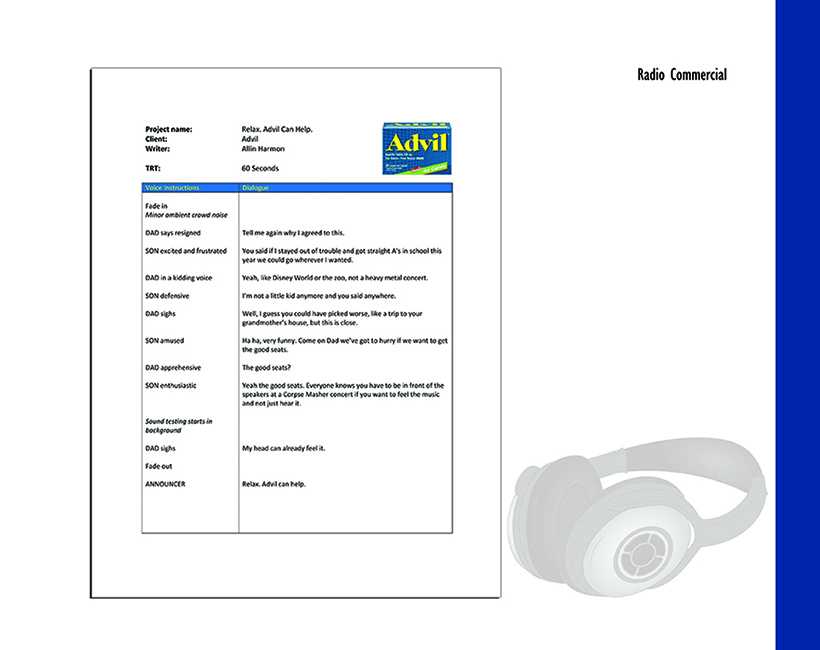 Radio Commercial
Project name: Relax. Advil Can Help.
Client: Advil
Writer: Allin Harmon
TRT: 60 Seconds
Advil
Voice Instructions Dialogue
Fade in
Minor ambient crowd noise
DAD says resigned Tell me again why I agreed to this.
SON excited and frustrated You said if I stayed out of trouble and got straight A's in school this
year we could go wherever I wanted.
DAD in a kidding voice Yeah, like Disney World or the zoo, not a heavy metal concert.
SON defensive I'm not a little kid anymore and you said anywhere.
DAD sighs Well, I guess you could have picked worse, like a trip to your
grandmother's house, but this is close.
SON amused Ha ha, very funny. Come on Dad we've got to hurry if we want to get
the good seats.
DAD apprehensive The good seats?
SON enthusiastic Yeah the good seats. Everyone knows you have to be in front of the
speakers at a Corpse Masher concert if you want to feel the music
and not just hear it.
Sound testing starts in
background
DAD sighs My head can already feel it.
Fade out
ANNOUNCER Relax. Advil can help.